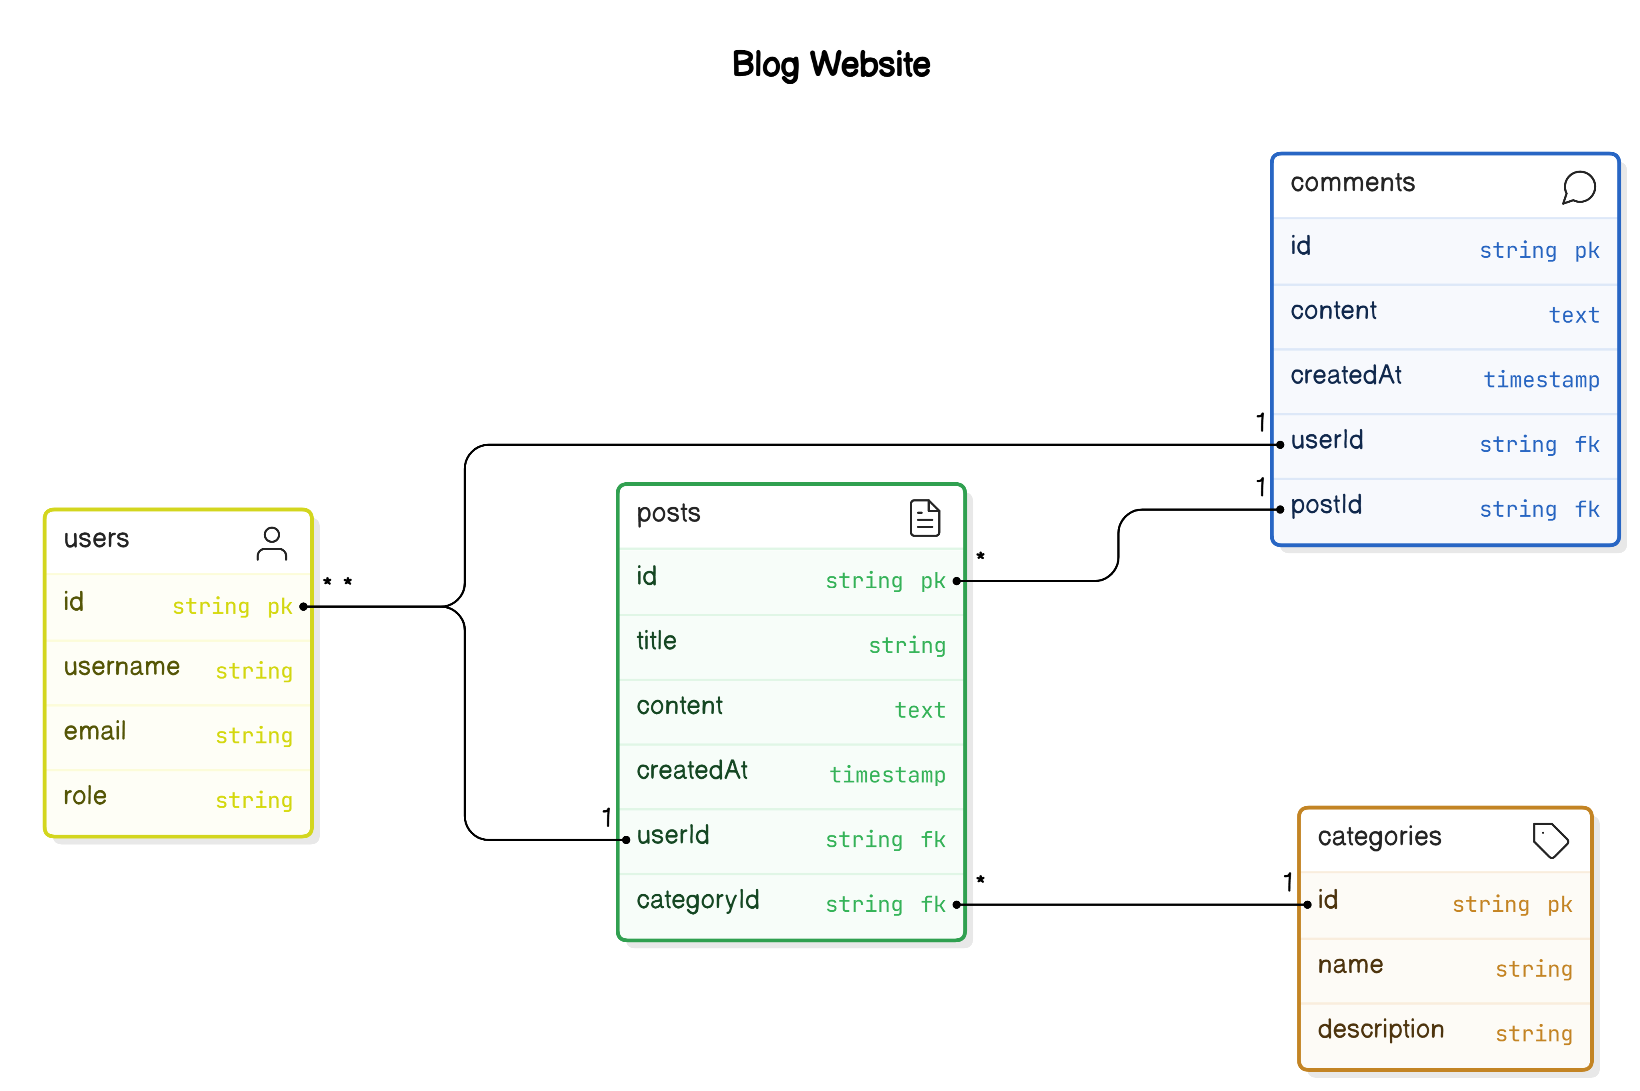 Blog Website
comments
id string pk
content text
createdAt timestamp
1
userId string fk
1
postId string fk
users
* *
id string pk
username string
email string
role string
posts
*
id string pk
title string
content text
createdAt timestamp
1
userId string fk
*
categoryId string fk
categories
1
id string pk
name string
description string